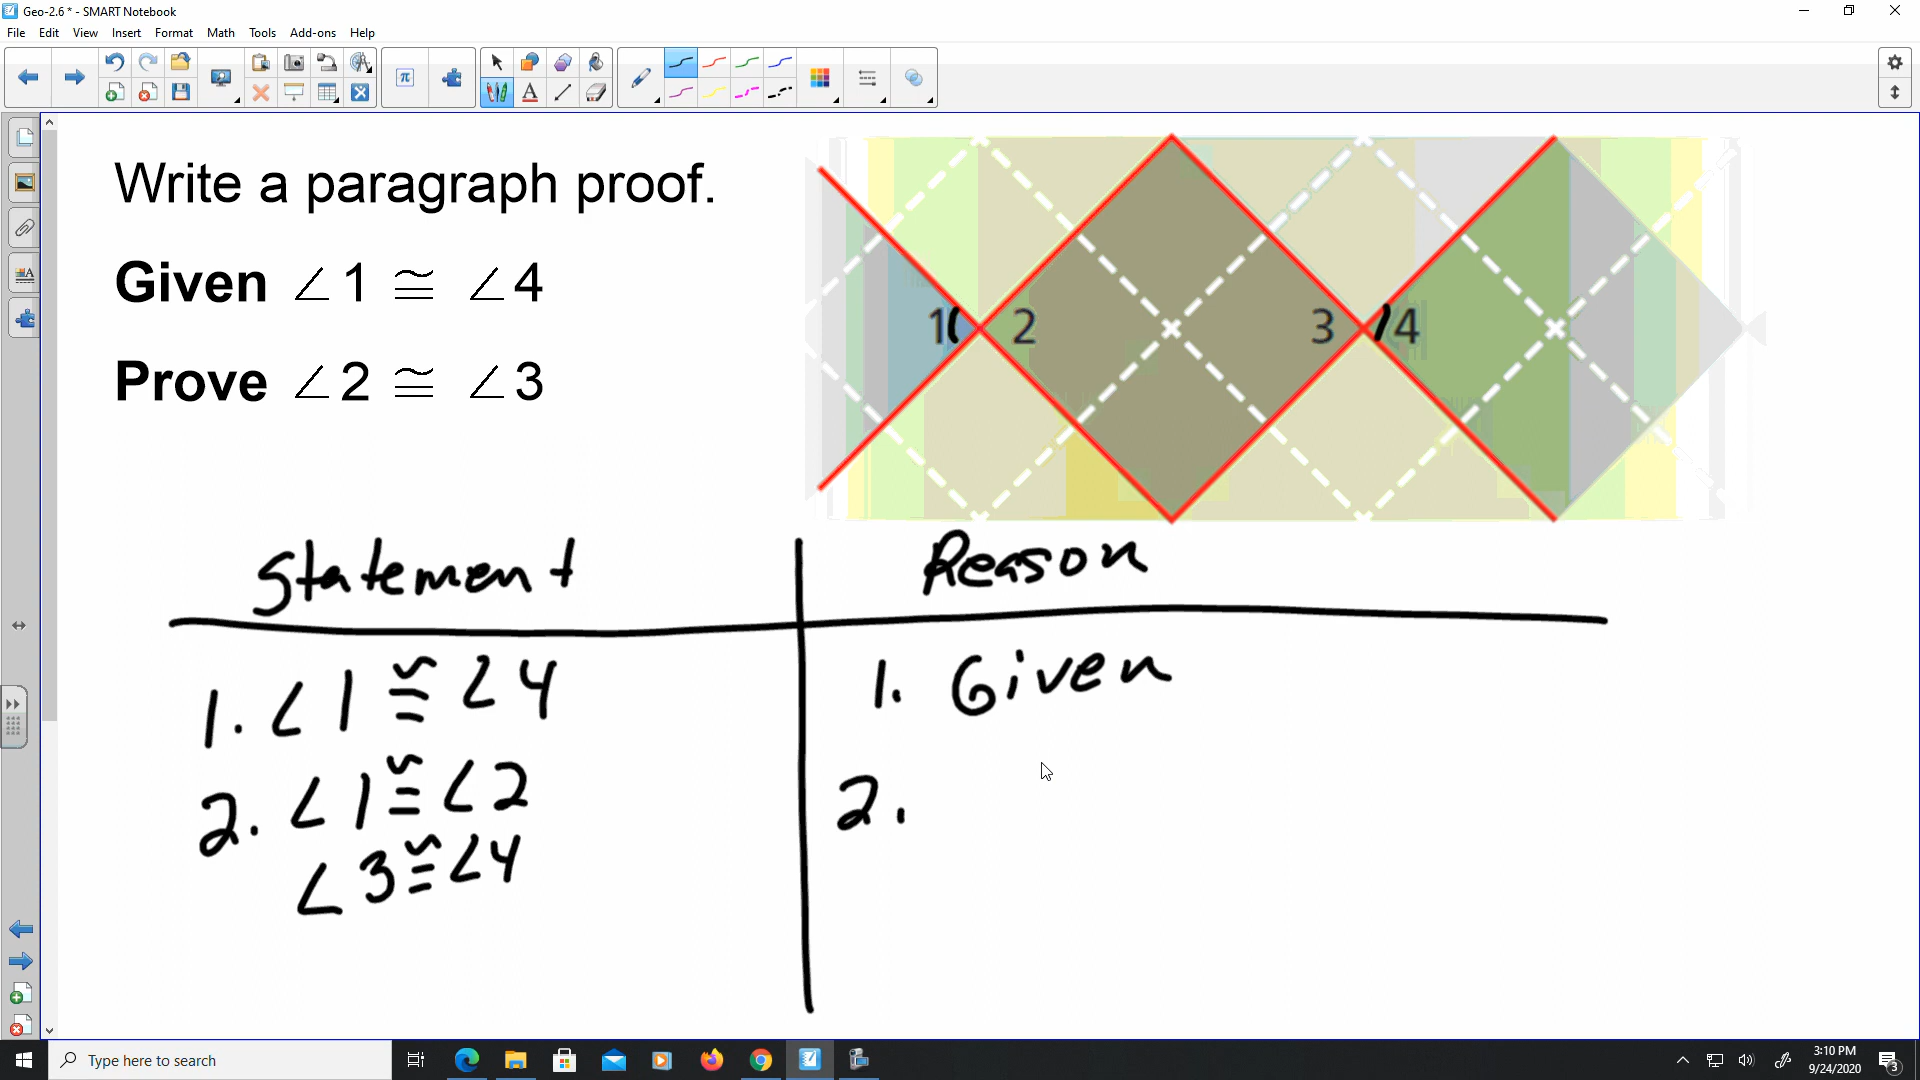 Geo-2.6 * - SMART Notebook
File Edit View Insert Format Math Tools Add-ons Help
Write a paragraph proof.
Given ∠1 ≅ ∠4
Prove ∠2 ≅ ∠3
1 2 3 4
Statement Reason
1. ∠1 ≅ ∠4 1. Given
2. ∠1 ≅ ∠2 2.
∠3 ≅ ∠4
Type here to search
3:10 PM
9/24/2020
3